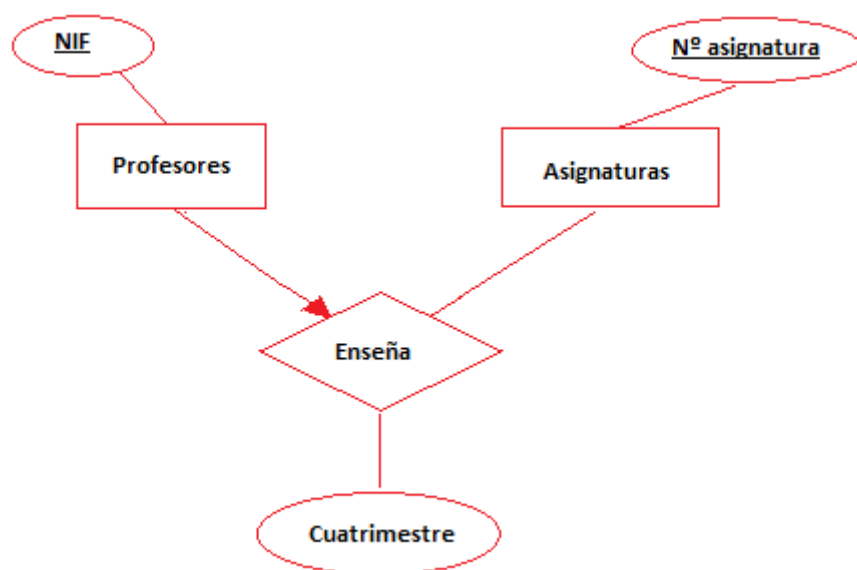 NIF
Nº asignatura
Profesores
Asignaturas
Enseña
Cuatrimestre